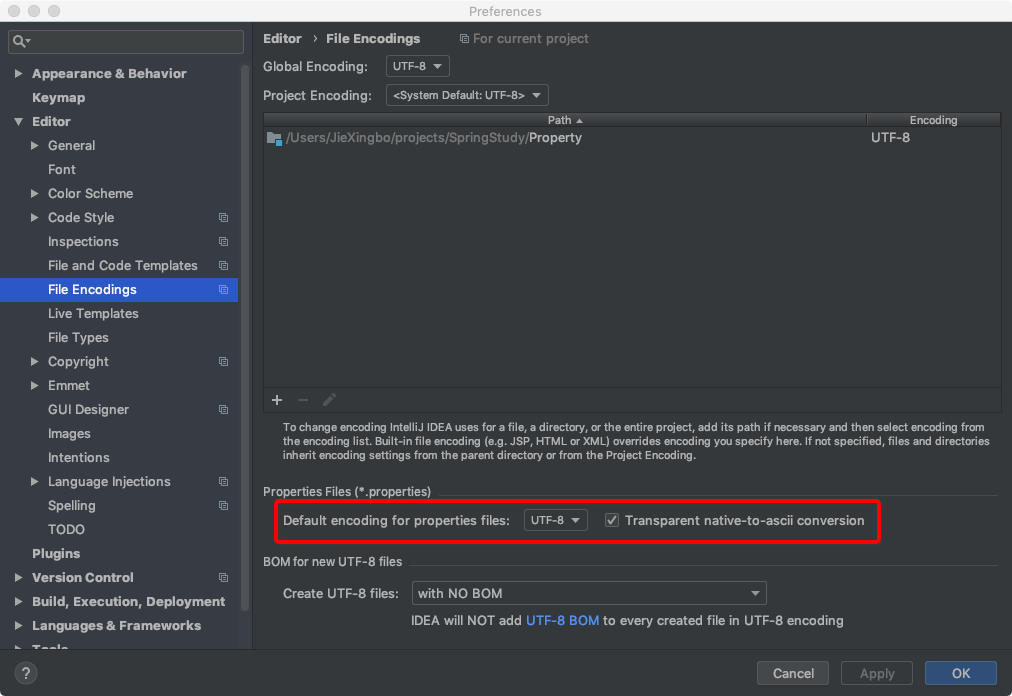 Preferences
Editor › File Encodings For current project
Global Encoding: UTF-8
Project Encoding: <System Default: UTF-8>
Path Encoding
/Users/JieXingbo/projects/SpringStudy/Property UTF-8
Appearance & Behavior
Keymap
Editor
General
Font
Color Scheme
Code Style
Inspections
File and Code Templates
File Encodings
Live Templates
File Types
Copyright
Emmet
GUI Designer
Images
Intentions
Language Injections
Spelling
TODO
Plugins
Version Control
Build, Execution, Deployment
Languages & Frameworks
Tools
To change encoding IntelliJ IDEA uses for a file, a directory, or the entire project, add its path if necessary and then select encoding from
the encoding list. Built-in file encoding (e.g. JSP, HTML or XML) overrides encoding you specify here. If not specified, files and directories
inherit encoding settings from the parent directory or from the Project Encoding.
Properties Files (*.properties)
Default encoding for properties files: UTF-8 Transparent native-to-ascii conversion
BOM for new UTF-8 files
Create UTF-8 files: with NO BOM
IDEA will NOT add UTF-8 BOM to every created file in UTF-8 encoding
? Cancel Apply OK